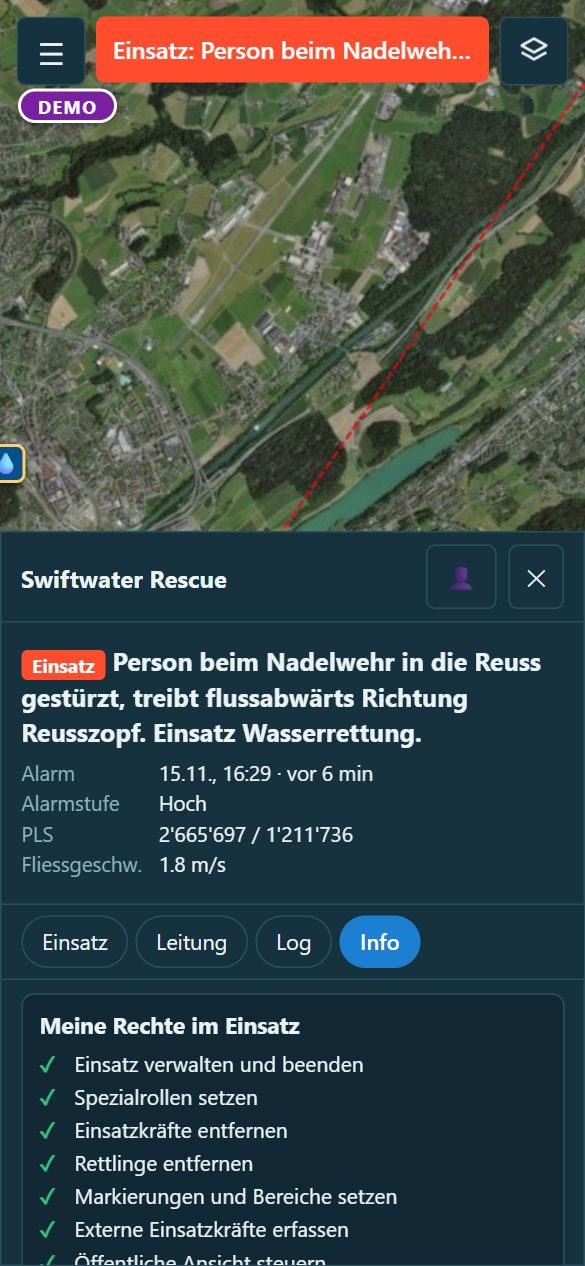 Einsatz: Person beim Nadelweh...
DEMO
Swiftwater Rescue
Einsatz Person beim Nadelwehr in die Reuss
gestürzt, treibt flussabwärts Richtung
Reusszopf. Einsatz Wasserrettung.
Alarm 15.11., 16:29 · vor 6 min
Alarmstufe Hoch
PLS 2'665'697 / 1'211'736
Fliessgeschw. 1.8 m/s
Einsatz Leitung Log Info
Meine Rechte im Einsatz
✓ Einsatz verwalten und beenden
✓ Spezialrollen setzen
✓ Einsatzkräfte entfernen
✓ Rettlinge entfernen
✓ Markierungen und Bereiche setzen
✓ Externe Einsatzkräfte erfassen
✓ Öffentliche Ansicht steuern